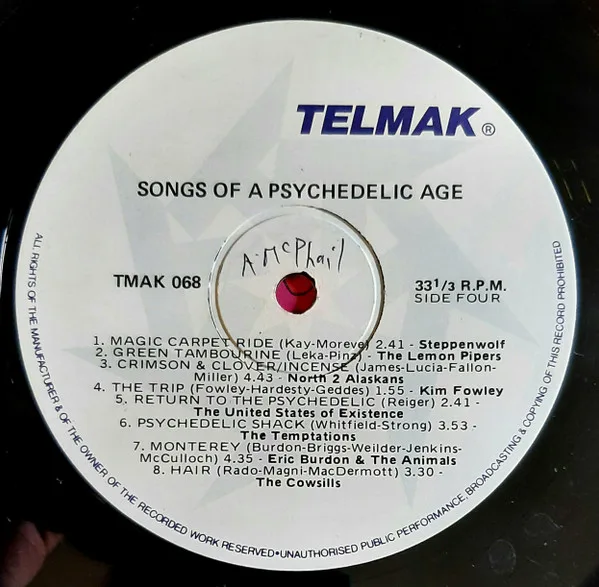 TELMAK®
SONGS OF A PSYCHEDELIC AGE
A. McPhail
TMAK 068
33 1/3 R.P.M.
SIDE FOUR
1. MAGIC CARPET RIDE (Kay-Moreve) 2.41 - Steppenwolf
2. GREEN TAMBOURINE (Leka-Pinz) - The Lemon Pipers
3. CRIMSON & CLOVER/INCENSE (James-Lucia-Fallon-
Miller) 4.43 - North 2 Alaskans
4. THE TRIP (Fowley-Hardesty-Geddes) 1.55 - Kim Fowley
5. RETURN TO THE PSYCHEDELIC (Reiger) 2.41 -
The United States of Existence
6. PSYCHEDELIC SHACK (Whitfield-Strong) 3.53 -
The Temptations
7. MONTEREY (Burdon-Briggs-Weilder-Jenkins-
McCulloch) 4.35 - Eric Burdon & The Animals
8. HAIR (Rado-Magni-MacDermott) 3.30 -
The Cowsills
ALL RIGHTS OF THE MANUFACTURER & OF THE OWNER OF THE RECORDED WORK RESERVED•UNAUTHORISED PUBLIC PERFORMANCE, BROADCASTING & COPYING OF THIS RECORD PROHIBITED